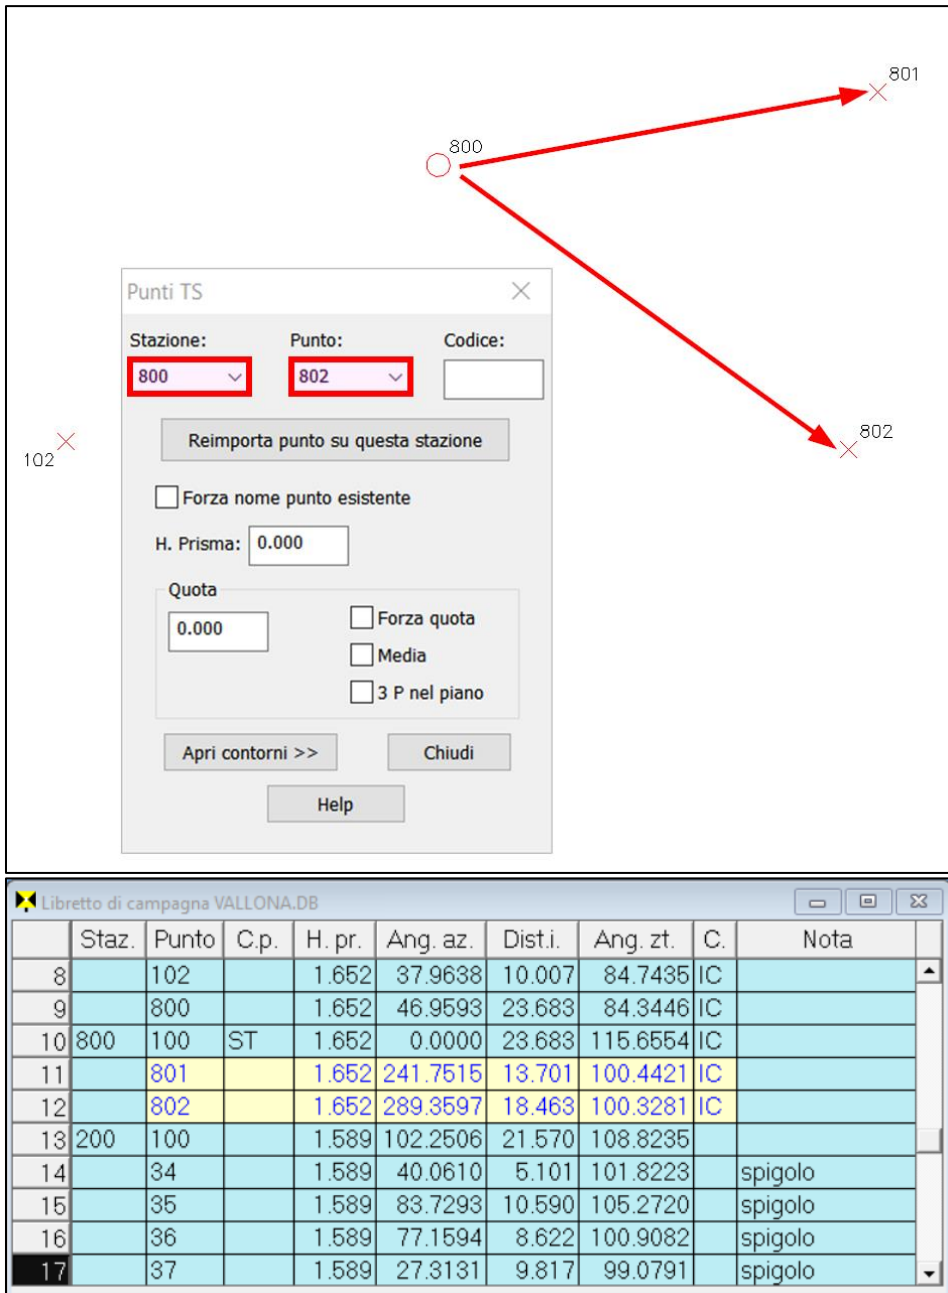 801
800
Punti TS
Stazione: Punto: Codice:
800 802
802
102
Reimporta punto su questa stazione
Forza nome punto esistente
H. Prisma: 0.000
Quota
0.000 Forza quota
Media
3 P nel piano
Apri contorni >> Chiudi
Help
Libretto di campagna VALLONA.DB
Staz. Punto C.p. H. pr. Ang. az. Dist.i. Ang. zt. C. Nota
8 102 1.652 37.9638 10.007 84.7435 IC
9 800 1.652 46.9593 23.683 84.3446 IC
10 800 100 ST 1.652 0.0000 23.683 115.6554 IC
11 801 1.652 241.7515 13.701 100.4421 IC
12 802 1.652 289.3597 18.463 100.3281 IC
13 200 100 1.589 102.2506 21.570 108.8235
14 34 1.589 40.0610 5.101 101.8223 spigolo
15 35 1.589 83.7293 10.590 105.2720 spigolo
16 36 1.589 77.1594 8.622 100.9082 spigolo
17 37 1.589 27.3131 9.817 99.0791 spigolo